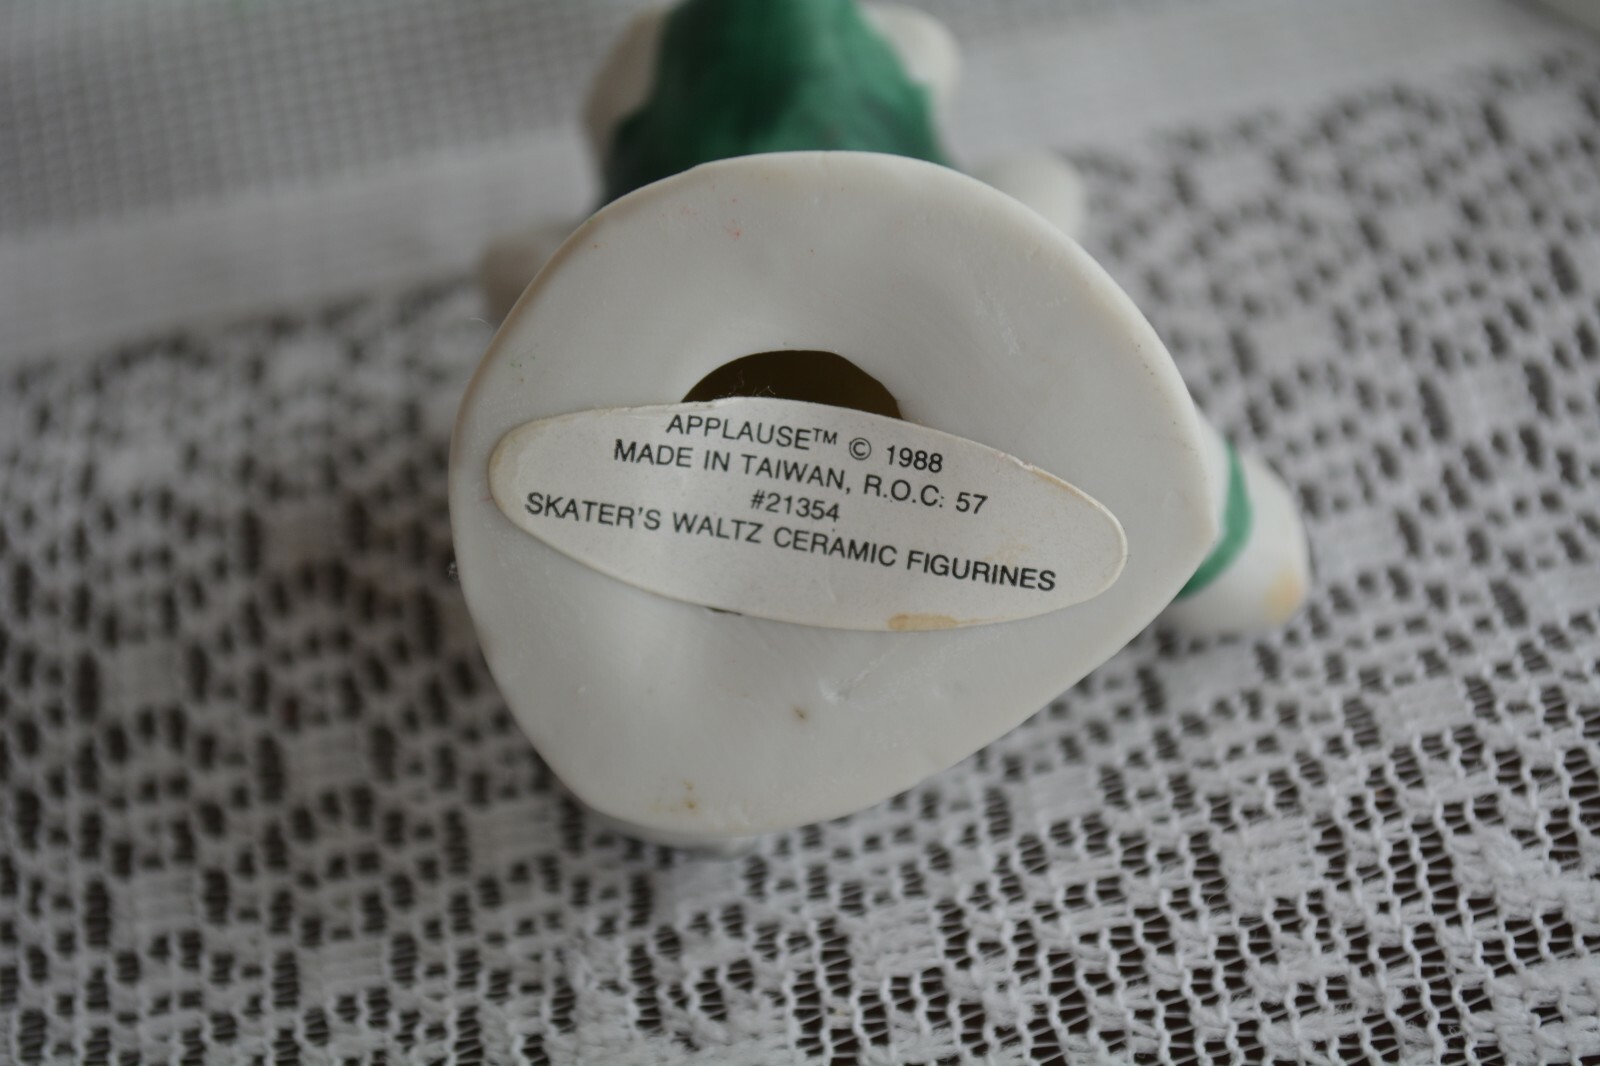 APPLAUSE™ © 1988
MADE IN TAIWAN, R.O.C. 57
#21354
SKATER'S WALTZ CERAMIC FIGURINES